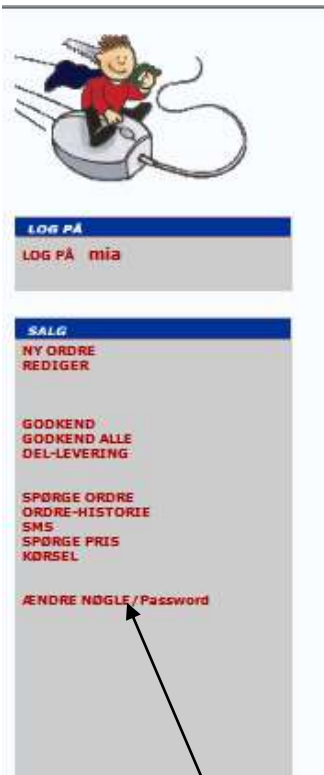 LOG PÅ
LOG PÅ mia
SALG
NY ORDRE
REDIGER
GODKEND
GODKEND ALLE
DEL-LEVERING
SPØRGE ORDRE
ORDRE-HISTORIE
SMS
SPØRGE PRIS
KØRSEL
ÆNDRE NØGLE/Password